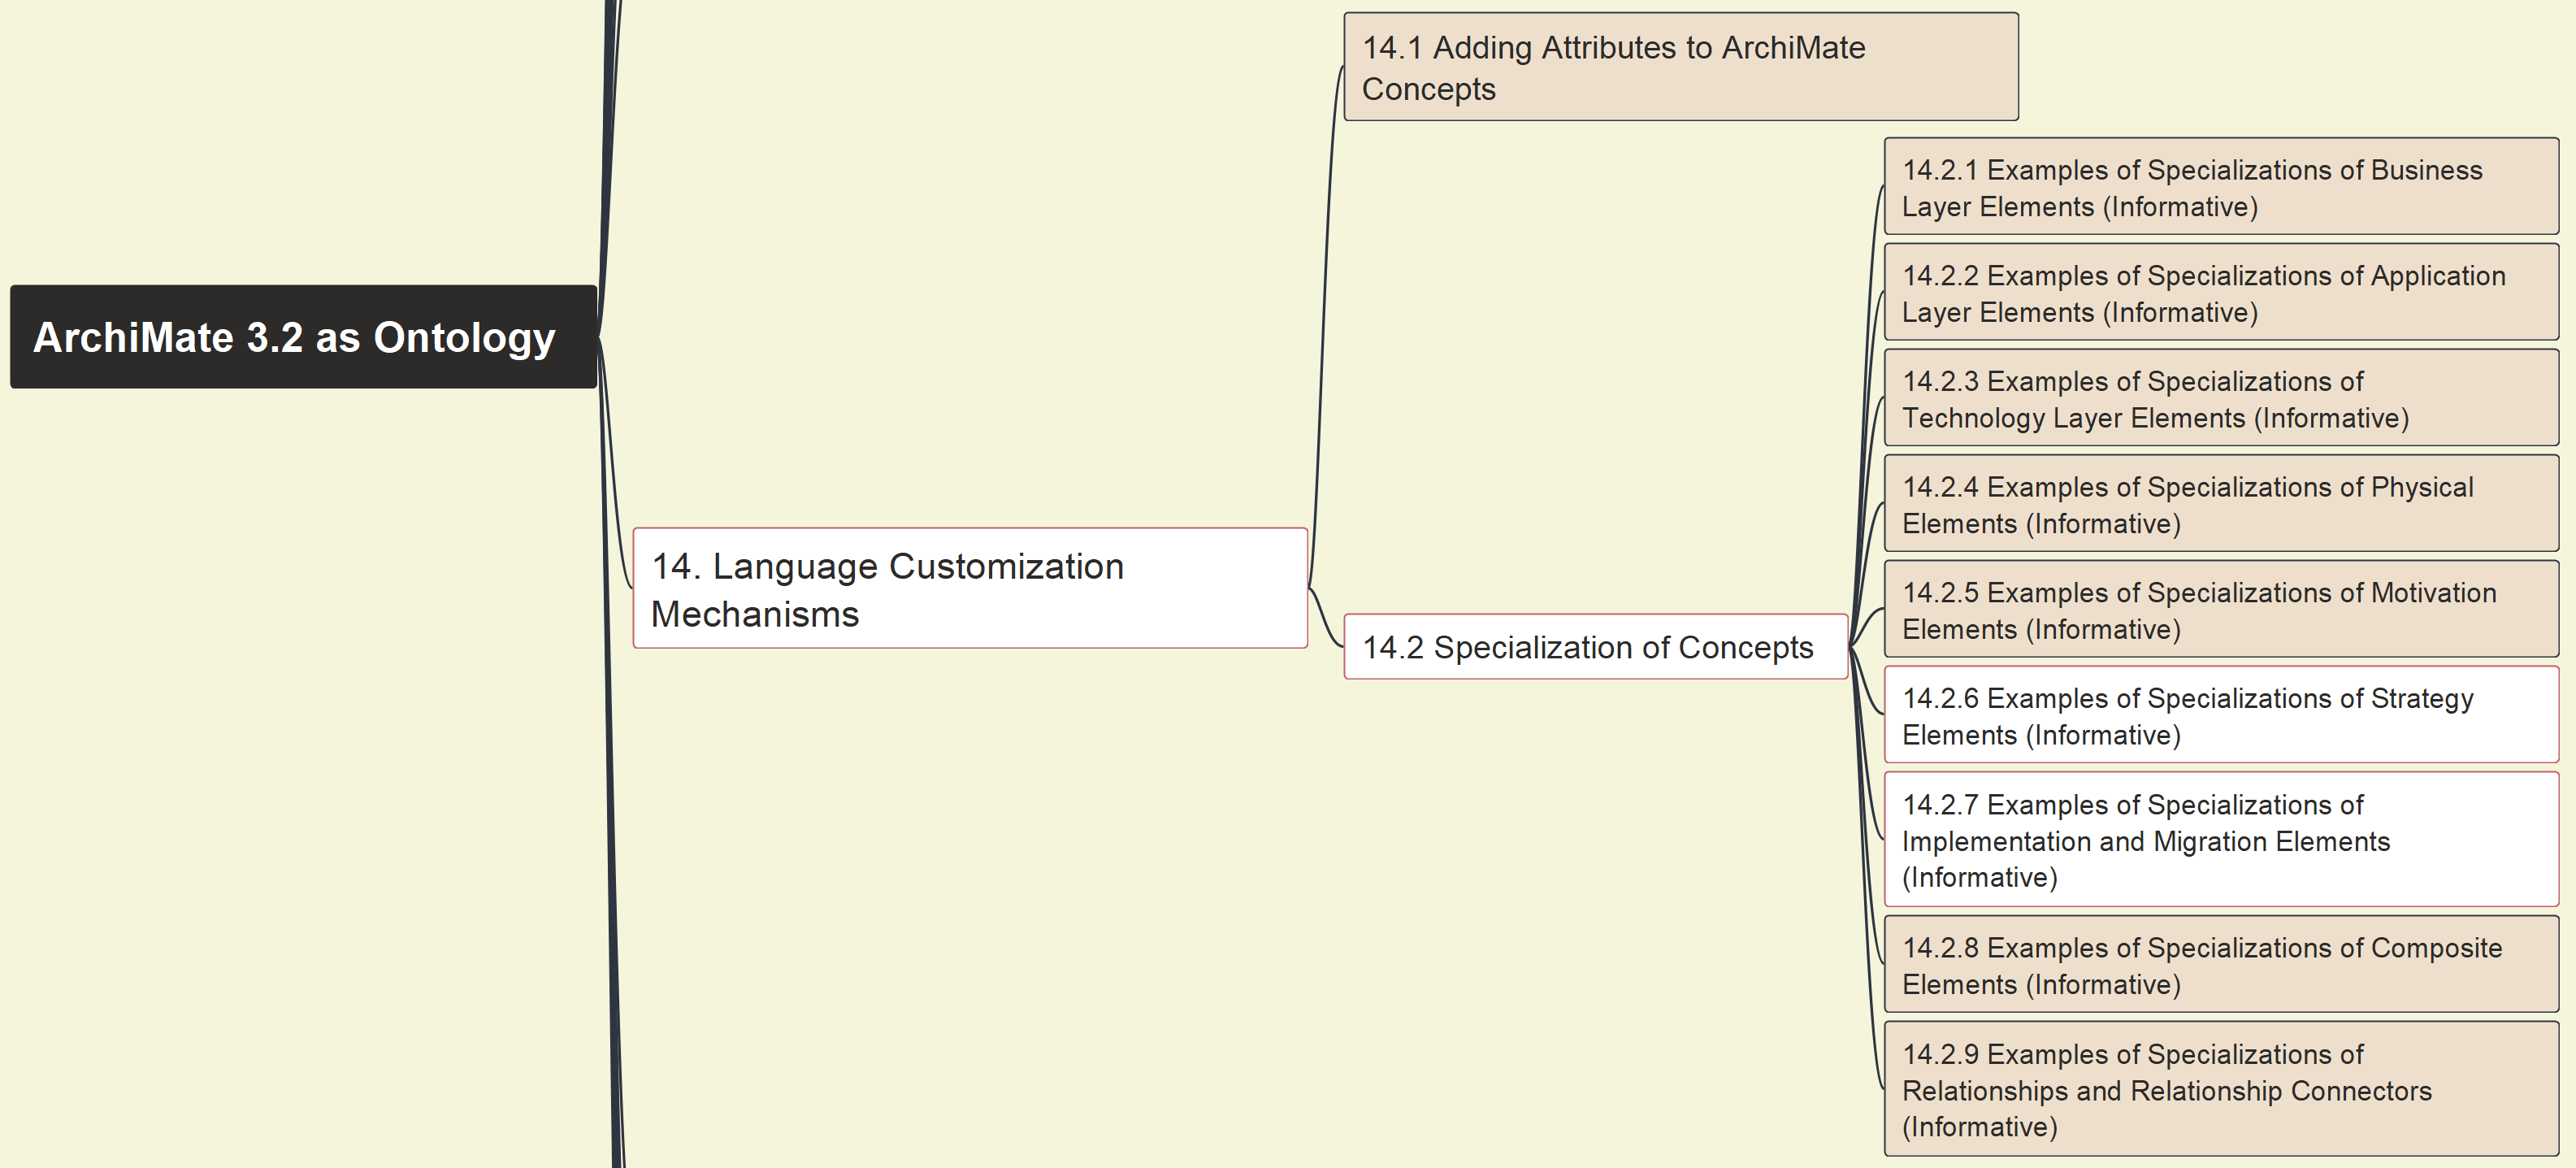 14.1 Adding Attributes to ArchiMate
Concepts
14.2.1 Examples of Specializations of Business
Layer Elements (Informative)
14.2.2 Examples of Specializations of Application
Layer Elements (Informative)
ArchiMate 3.2 as Ontology
14.2.3 Examples of Specializations of
Technology Layer Elements (Informative)
14.2.4 Examples of Specializations of Physical
Elements (Informative)
14. Language Customization
Mechanisms
14.2.5 Examples of Specializations of Motivation
Elements (Informative)
14.2 Specialization of Concepts
14.2.6 Examples of Specializations of Strategy
Elements (Informative)
14.2.7 Examples of Specializations of
Implementation and Migration Elements
(Informative)
14.2.8 Examples of Specializations of Composite
Elements (Informative)
14.2.9 Examples of Specializations of
Relationships and Relationship Connectors
(Informative)